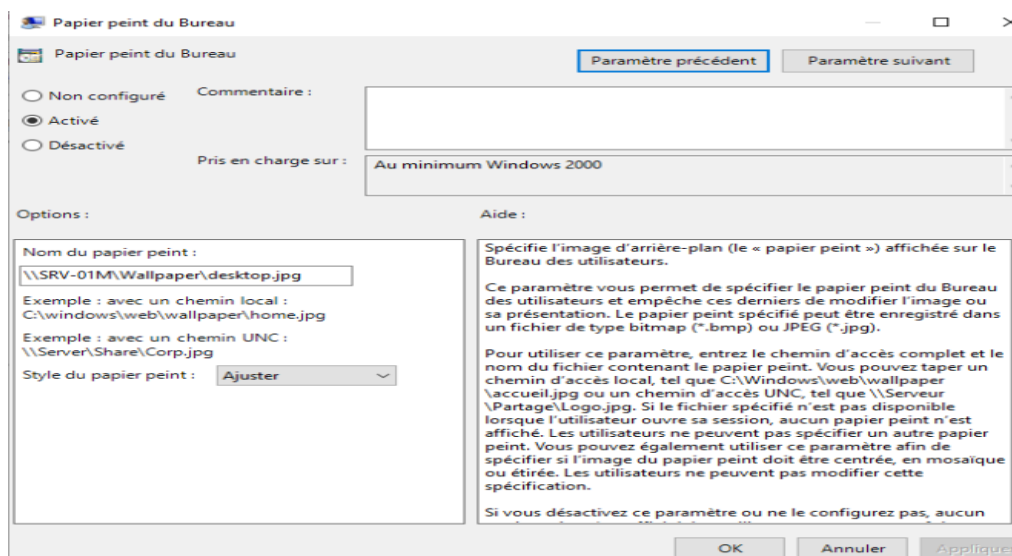 Papier peint du Bureau
Papier peint du Bureau
Paramètre précédent
Paramètre suivant
Non configuré
Activé
Désactivé
Commentaire :
Pris en charge sur :
Au minimum Windows 2000
Options :
Aide :
Nom du papier peint :
\\SRV-01M\Wallpaper\desktop.jpg
Exemple : avec un chemin local :
C:\windows\web\wallpaper\home.jpg
Exemple : avec un chemin UNC :
\\Server\Share\Corp.jpg
Style du papier peint :
Ajuster
Spécifie l'image d'arrière-plan (le « papier peint ») affichée sur le
Bureau des utilisateurs.
Ce paramètre vous permet de spécifier le papier peint du Bureau
des utilisateurs et empêche ces derniers de modifier l'image ou
sa présentation. Le papier peint spécifié peut être enregistré dans
un fichier de type bitmap (*.bmp) ou JPEG (*.jpg).
Pour utiliser ce paramètre, entrez le chemin d'accès complet et le
nom du fichier contenant le papier peint. Vous pouvez taper un
chemin d'accès local, tel que C:\Windows\web\wallpaper
\accueil.jpg ou un chemin d'accès UNC, tel que \\Serveur
\Partage\Logo.jpg. Si le fichier spécifié n'est pas disponible
lorsque l'utilisateur ouvre sa session, aucun papier peint n'est
affiché. Les utilisateurs ne peuvent pas spécifier un autre papier
peint. Vous pouvez également utiliser ce paramètre afin de
spécifier si l'image du papier peint doit être centrée, en mosaïque
ou étirée. Les utilisateurs ne peuvent pas modifier cette
spécification.
Si vous désactivez ce paramètre ou ne le configurez pas, aucun
OK
Annuler
Applique